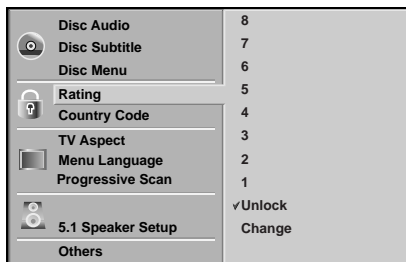 Disc Audio
Disc Subtitle
Disc Menu
Rating
Country Code
TV Aspect
Menu Language
Progressive Scan
5.1 Speaker Setup
Others
8
7
6
5
4
3
2
1
✓Unlock
Change